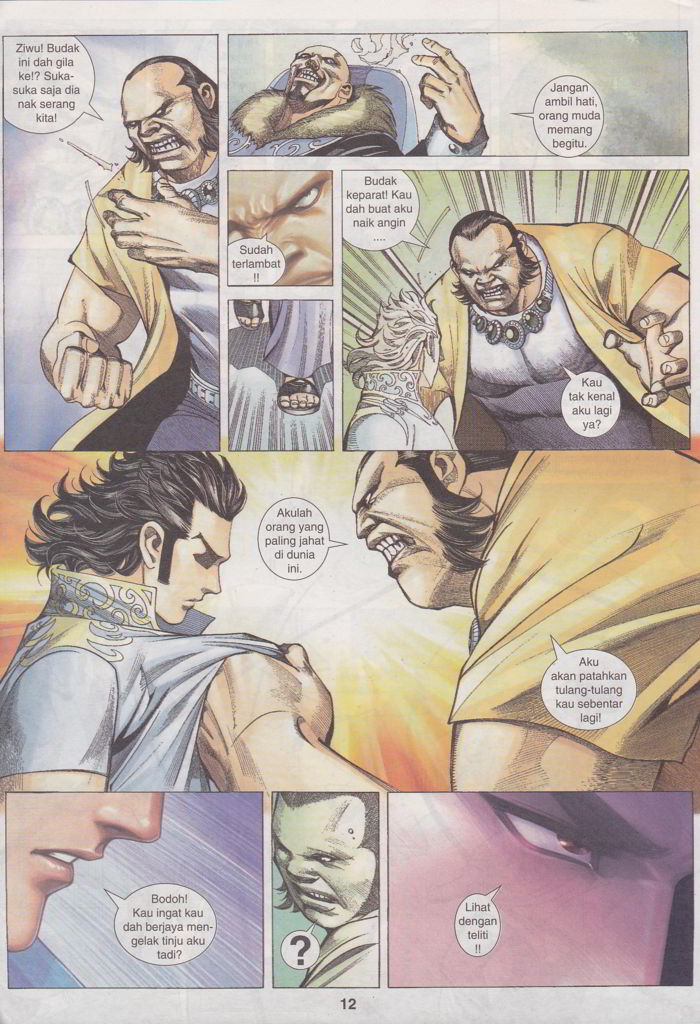 Ziwu! Budak
ini dah gila
ke!? Suka-
suka saja dia
nak serang
kita!
Jangan
ambil hati,
orang muda
memang
begitu.
Sudah
terlambat
!!
Budak
keparat! Kau
dah buat aku
naik angin
....
Kau
tak kenal
aku lagi
ya?
Akulah
orang yang
paling jahat
di dunia
ini.
Aku
akan patahkan
tulang-tulang
kau sebentar
lagi!
Bodoh!
Kau ingat kau
dah berjaya men-
gelak tinju aku
tadi?
?
Lihat
dengan
teliti
!!
12